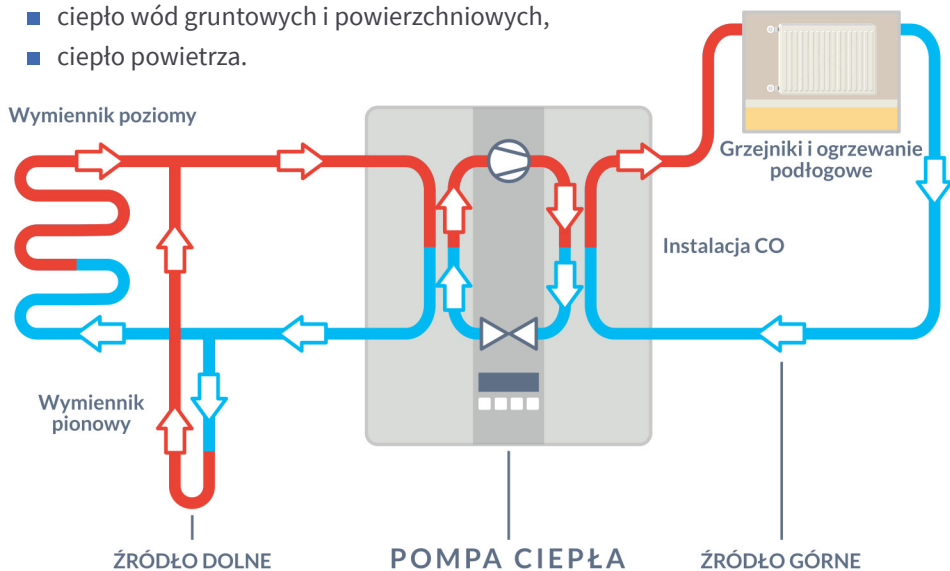 ciepło wód gruntowych i powierzchniowych,
ciepło powietrza.
Wymiennik poziomy
Grzejniki i ogrzewanie
podłogowe
Instalacja CO
Wymiennik
pionowy
ŹRÓDŁO DOLNE
POMPA CIEPŁA
ŹRÓDŁO GÓRNE